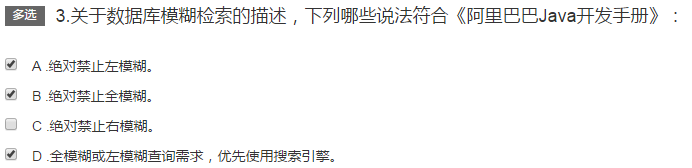 多选 3.关于数据库模糊检索的描述，下列哪些说法符合《阿里巴巴Java开发手册》：
A .绝对禁止左模糊。
B .绝对禁止全模糊。
C .绝对禁止右模糊。
D .全模糊或左模糊查询需求，优先使用搜索引擎。